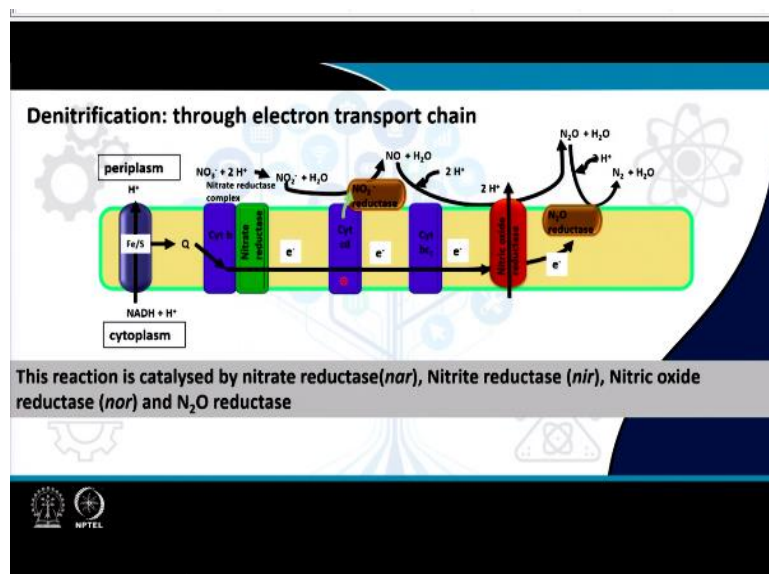 Denitrification: through electron transport chain
periplasm
H⁺
Fe/S
NADH + H⁺
cytoplasm
Q
NO₃⁻ + 2 H⁺
Nitrate reductase
complex
NO₂⁻ + H₂O
Cyt b
Nitrate
reductase
e⁻
Cyt
cd
NO₂⁻
reductase
NO + H₂O
2 H⁺
e⁻
Cyt
bc₁
e⁻
2 H⁺
Nitric oxide
reductase
e⁻
N₂O + H₂O
2 H⁺
N₂ + H₂O
N₂O
reductase
This reaction is catalysed by nitrate reductase(nar), Nitrite reductase (nir), Nitric oxide
reductase (nor) and N₂O reductase
NPTEL